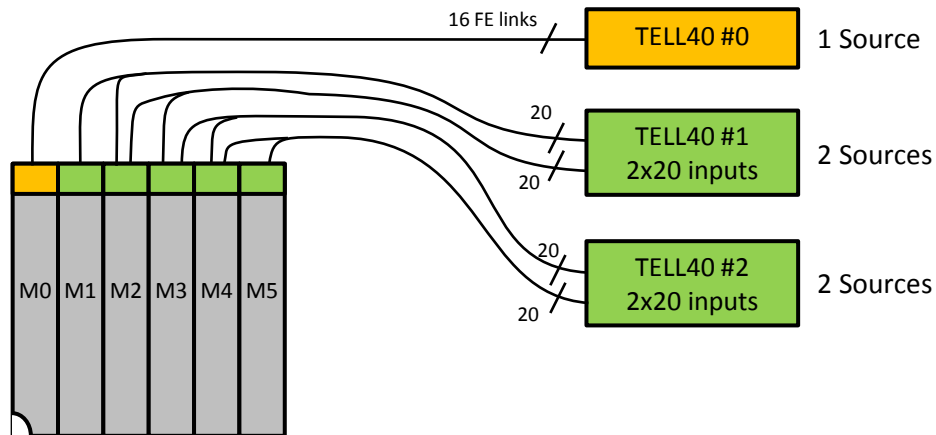 16 FE links
TELL40 #0
1 Source
20
TELL40 #1
2x20 inputs
2 Sources
20
20
TELL40 #2
2x20 inputs
2 Sources
20
M0 M1 M2 M3 M4 M5